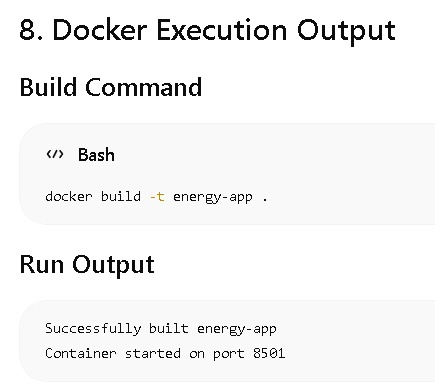 8. Docker Execution Output
Build Command
</> Bash
docker build -t energy-app .
Run Output
Successfully built energy-app
Container started on port 8501